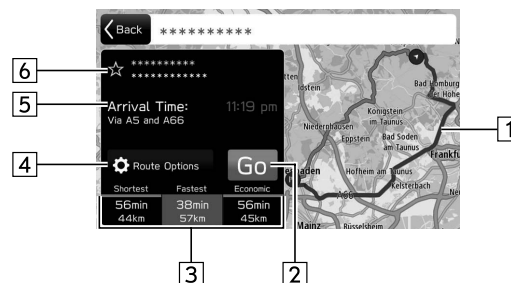 Back
**********
6
**********
************
5
Arrival Time:
11:19 pm
Via A5 and A66
4
Route Options
Go
Shortest
Fastest
Economic
56min
38min
56min
44km
57km
45km
3
2
1
Idstein
Bad Homburg
der Höhe
Königstein
im Taunus
Niedernhausen
Eppstein
Bad Soden
am Taunus
Hofheim am Taunus
A66
Kelsterbach
Mainz
Rüsselsheim